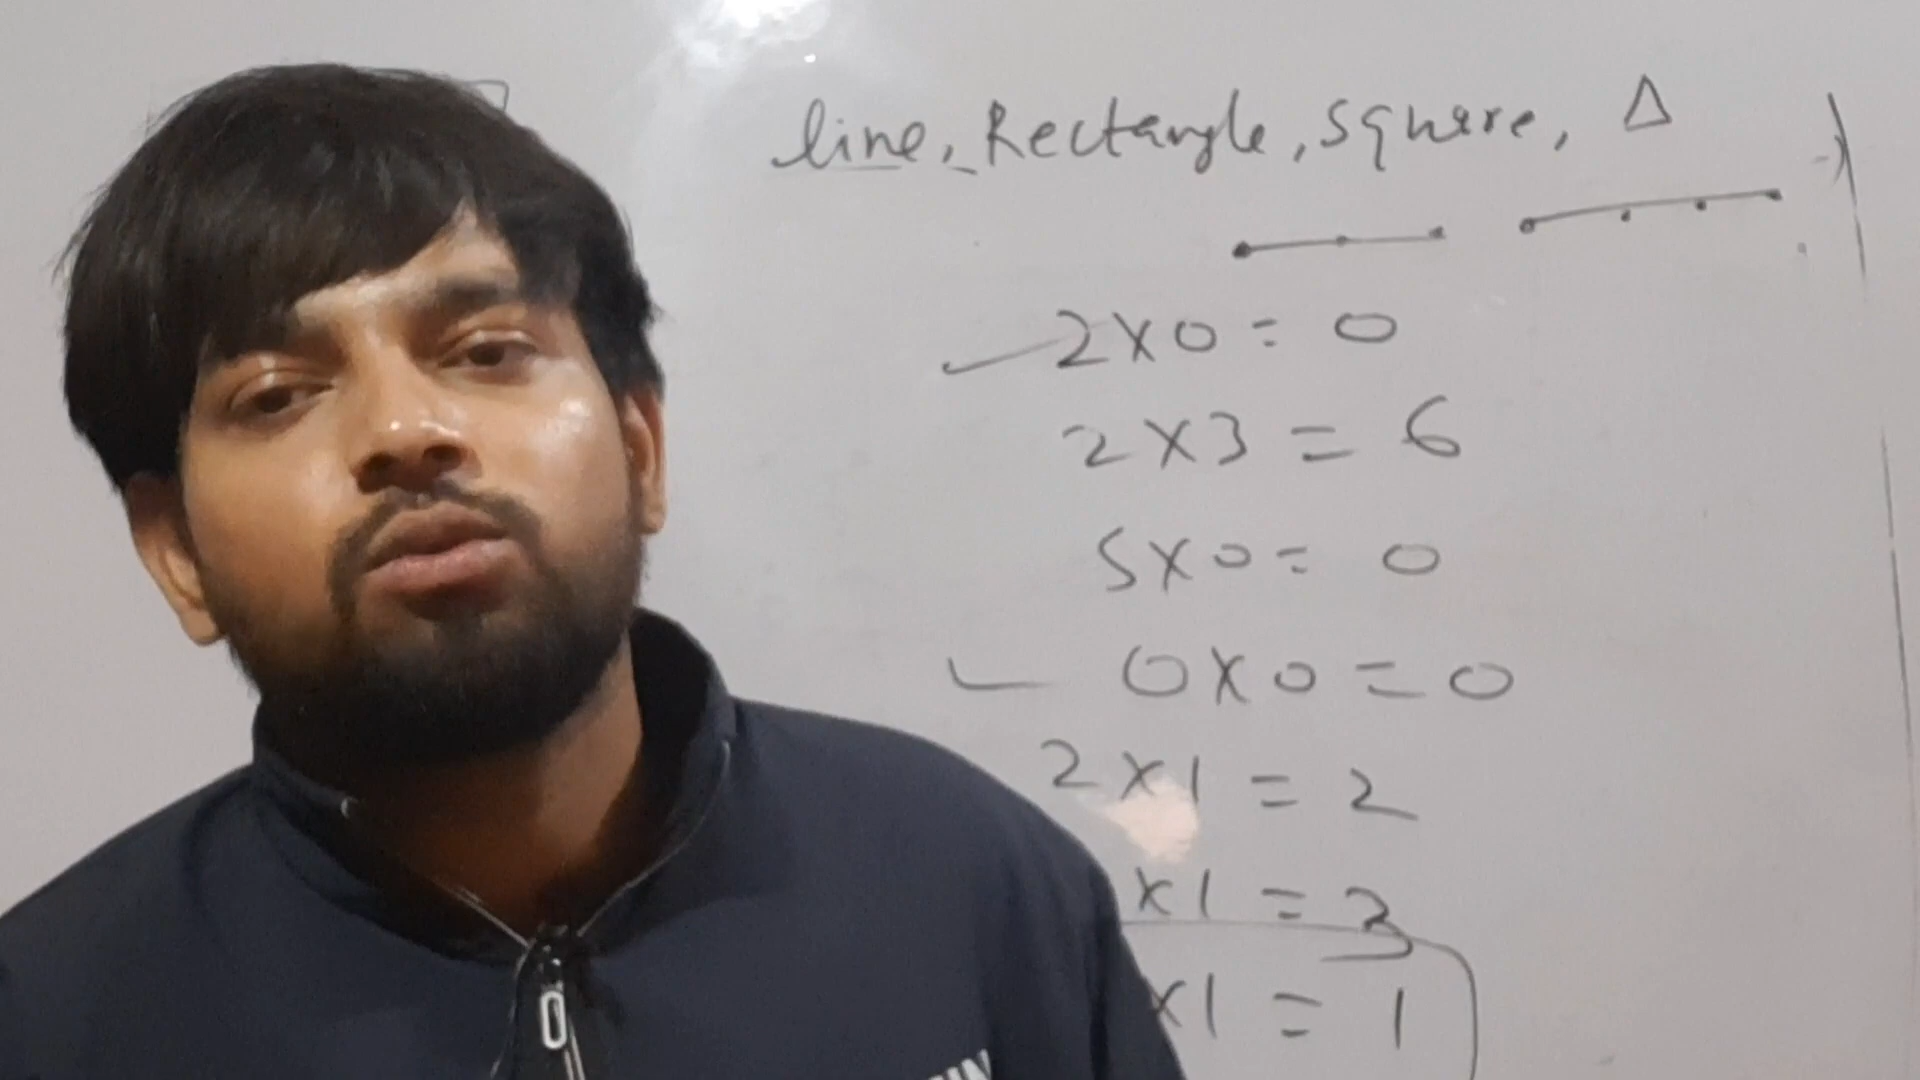 line, Rectangle, Square, Δ
2x0 = 0
2x3 = 6
5x0 = 0
0x0 = 0
2x1 = 2
x1 = 3
x1 = 1